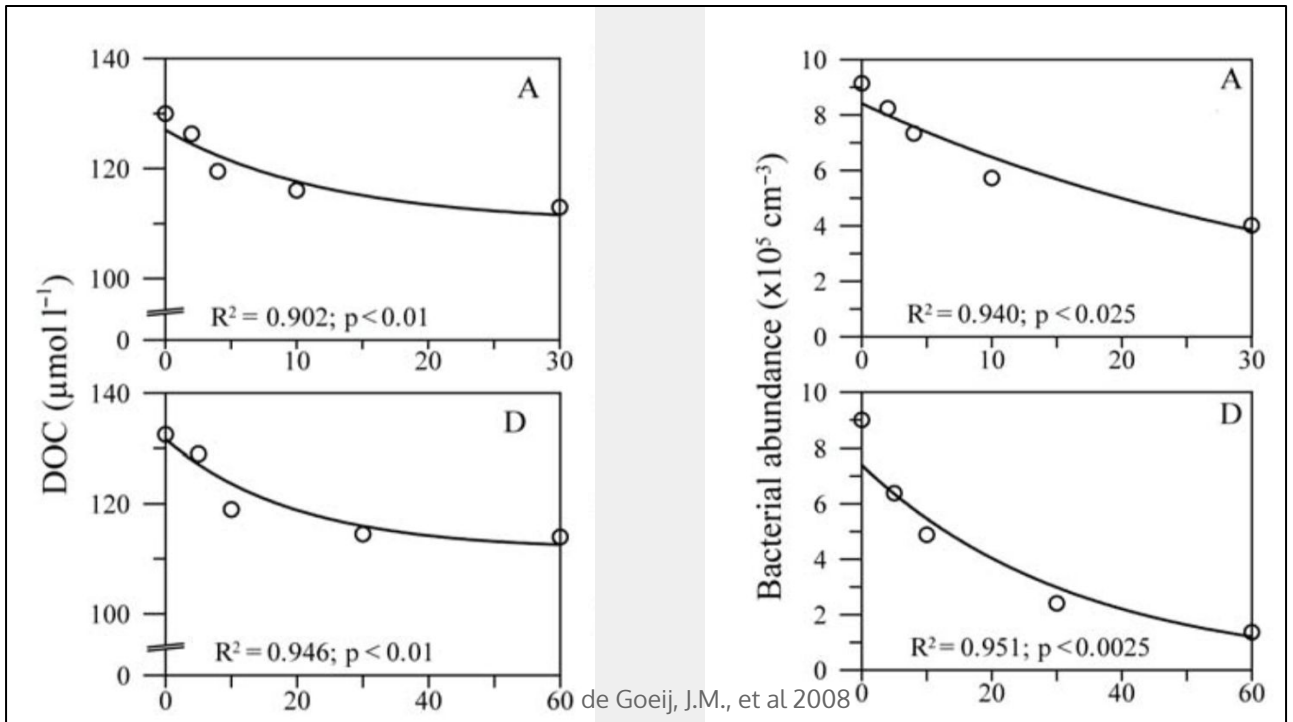 DOC (µmol l⁻¹)
140
120
100
0
A
R² = 0.902; p < 0.01
0 10 20 30
140
120
100
0
D
R² = 0.946; p < 0.01
0 20 40 60
Bacterial abundance (x10⁵ cm⁻³)
10
8
6
4
2
0
A
R² = 0.940; p < 0.025
0 10 20 30
10
8
6
4
2
0
D
R² = 0.951; p < 0.0025
0 20 40 60
de Goeij, J.M., et al 2008